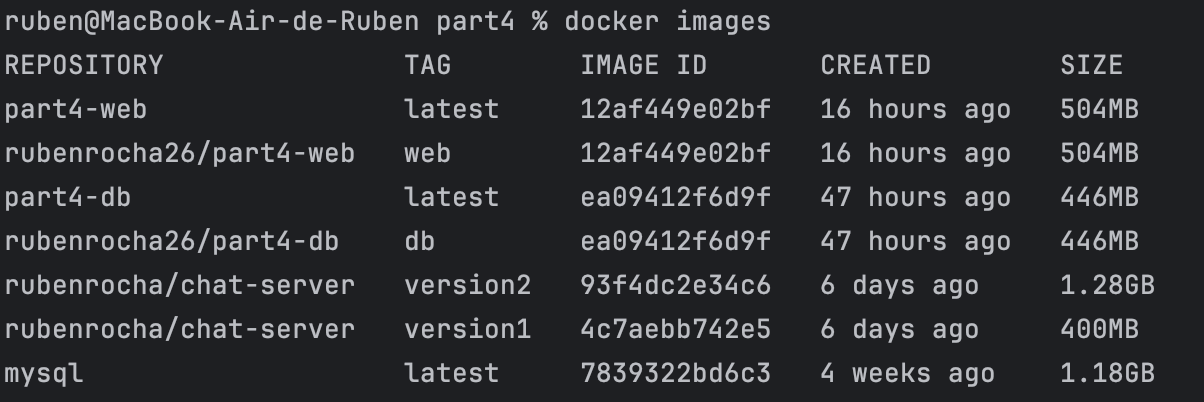 ruben@MacBook-Air-de-Ruben part4 % docker images
REPOSITORY TAG IMAGE ID CREATED SIZE
part4-web latest 12af449e02bf 16 hours ago 504MB
rubenrocha26/part4-web web 12af449e02bf 16 hours ago 504MB
part4-db latest ea09412f6d9f 47 hours ago 446MB
rubenrocha26/part4-db db ea09412f6d9f 47 hours ago 446MB
rubenrocha/chat-server version2 93f4dc2e34c6 6 days ago 1.28GB
rubenrocha/chat-server version1 4c7aebb742e5 6 days ago 400MB
mysql latest 7839322bd6c3 4 weeks ago 1.18GB